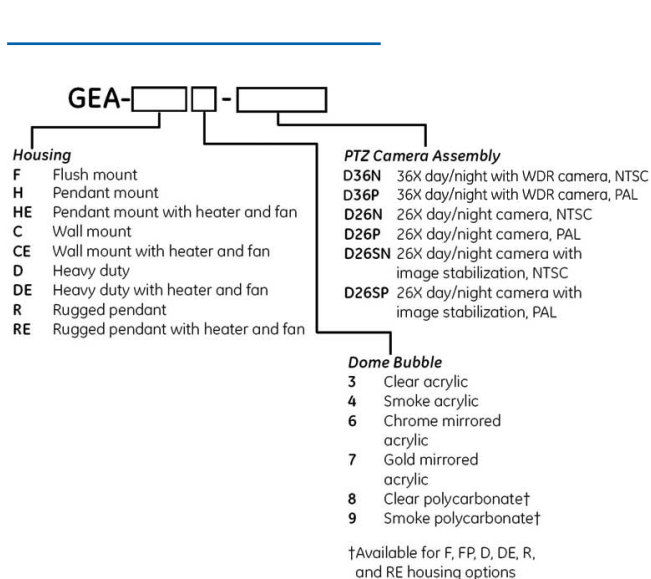 GEA- -
Housing
F Flush mount
H Pendant mount
HE Pendant mount with heater and fan
C Wall mount
CE Wall mount with heater and fan
D Heavy duty
DE Heavy duty with heater and fan
R Rugged pendant
RE Rugged pendant with heater and fan
PTZ Camera Assembly
D36N 36X day/night with WDR camera, NTSC
D36P 36X day/night with WDR camera, PAL
D26N 26X day/night camera, NTSC
D26P 26X day/night camera, PAL
D26SN 26X day/night camera with
image stabilization, NTSC
D26SP 26X day/night camera with
image stabilization, PAL
Dome Bubble
3 Clear acrylic
4 Smoke acrylic
6 Chrome mirrored
acrylic
7 Gold mirrored
acrylic
8 Clear polycarbonate†
9 Smoke polycarbonate†
†Available for F, FP, D, DE, R,
and RE housing options